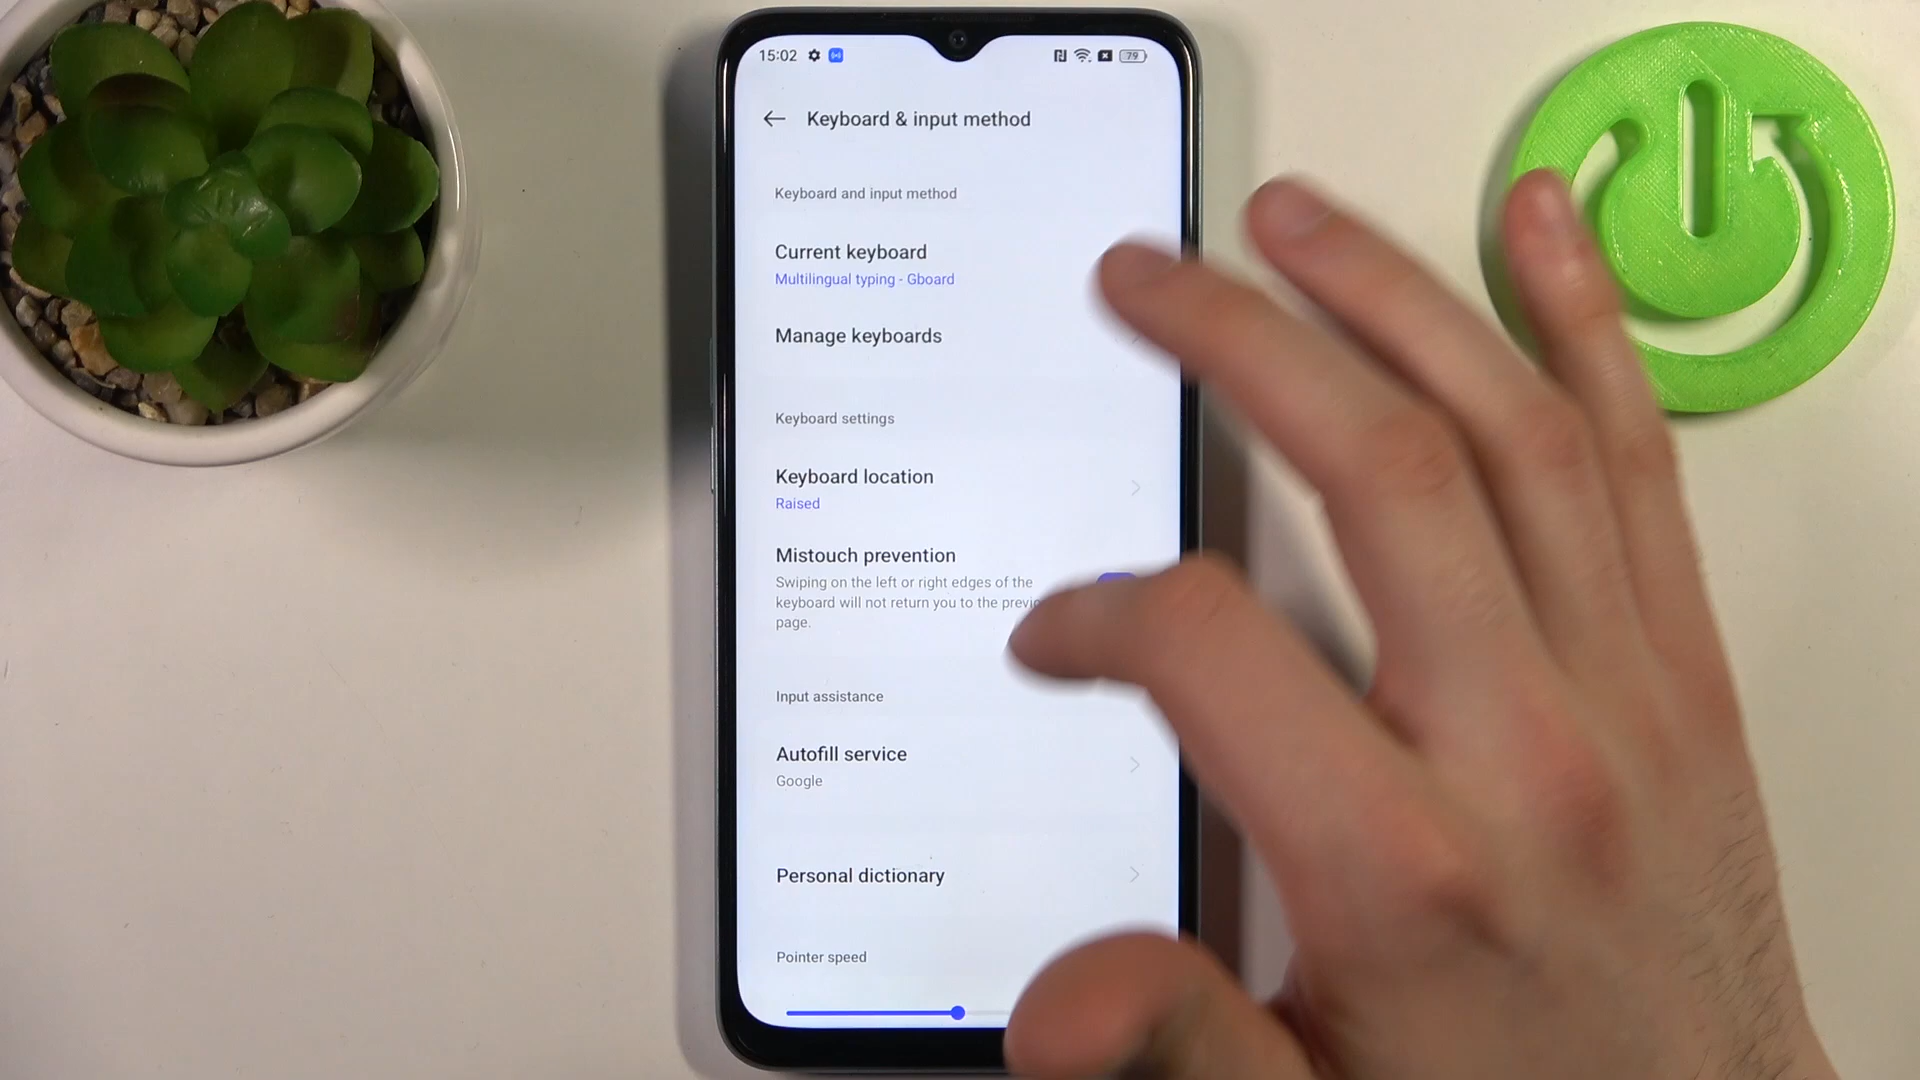 15:02
79
Keyboard & input method
Keyboard and input method
Current keyboard
Multilingual typing - Gboard
Manage keyboards
Keyboard settings
Keyboard location
Raised
Mistouch prevention
Swiping on the left or right edges of the
keyboard will not return you to the
page.
Input assistance
Autofill service
Google
Personal dictionary
Pointer speed